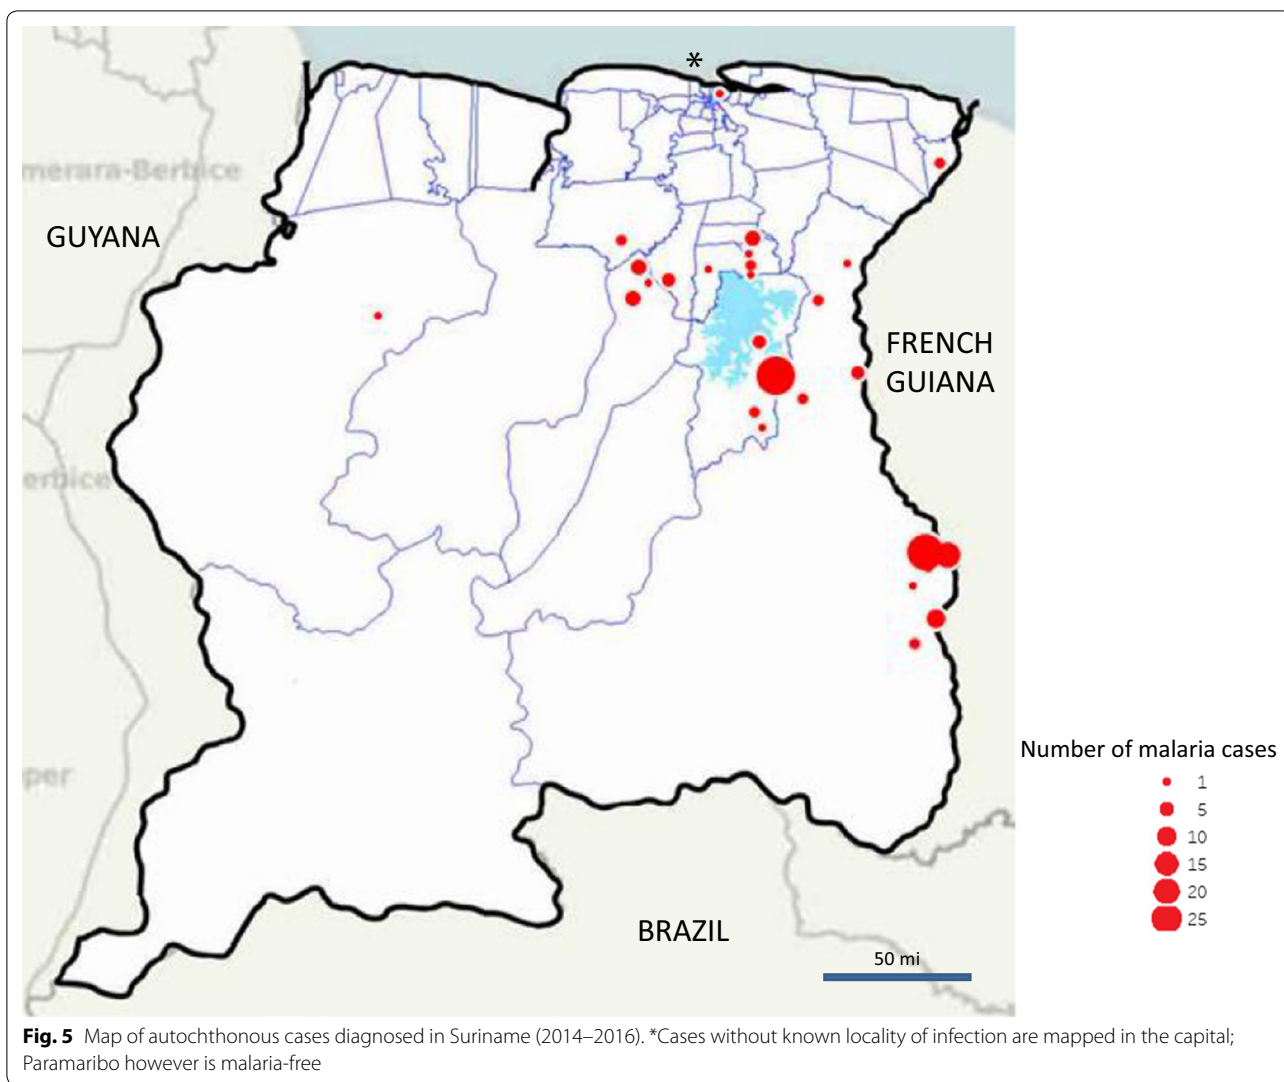 *
merara-Berbice
GUYANA
FRENCH
GUIANA
erbice
per
BRAZIL
50 mi
Number of malaria cases
1
5
10
15
20
25
Fig. 5 Map of autochthonous cases diagnosed in Suriname (2014–2016). *Cases without known locality of infection are mapped in the capital;
Paramaribo however is malaria-free